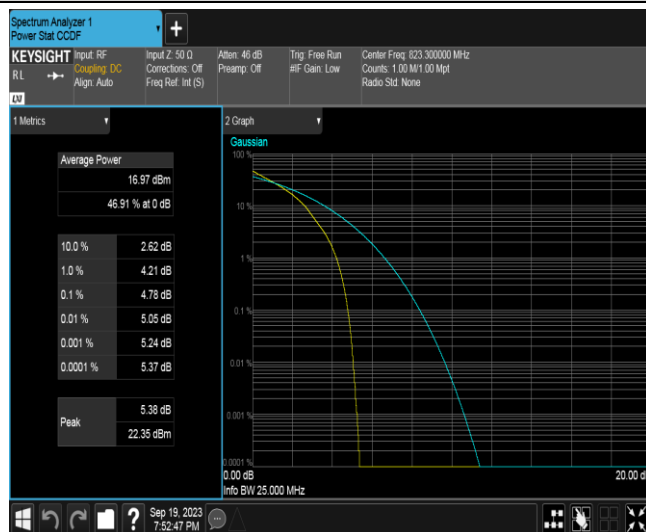 Spectrum Analyzer 1
Power Stat CCDF
KEYSIGHT
RL
Input: RF
Coupling: DC
Align: Auto
Input Z: 50 Ω
Corrections: Off
Freq Ref: Int (S)
Atten: 46 dB
Preamp: Off
Trig: Free Run
#IF Gain: Low
Center Freq: 823.300000 MHz
Counts: 1.00 M/1.00 Mpt
Radio Std: None
LXI
1 Metrics
Average Power
16.97 dBm
46.91 % at 0 dB
10.0 % 2.62 dB
1.0 % 4.21 dB
0.1 % 4.78 dB
0.01 % 5.05 dB
0.001 % 5.24 dB
0.0001 % 5.37 dB
Peak
5.38 dB
22.35 dBm
2 Graph
Gaussian
100 %
10 %
1 %
0.1 %
0.01 %
0.001 %
0.0001 %
0.00 dB 20.00 d
Info BW 25.000 MHz
?
Sep 19, 2023
7:52:47 PM